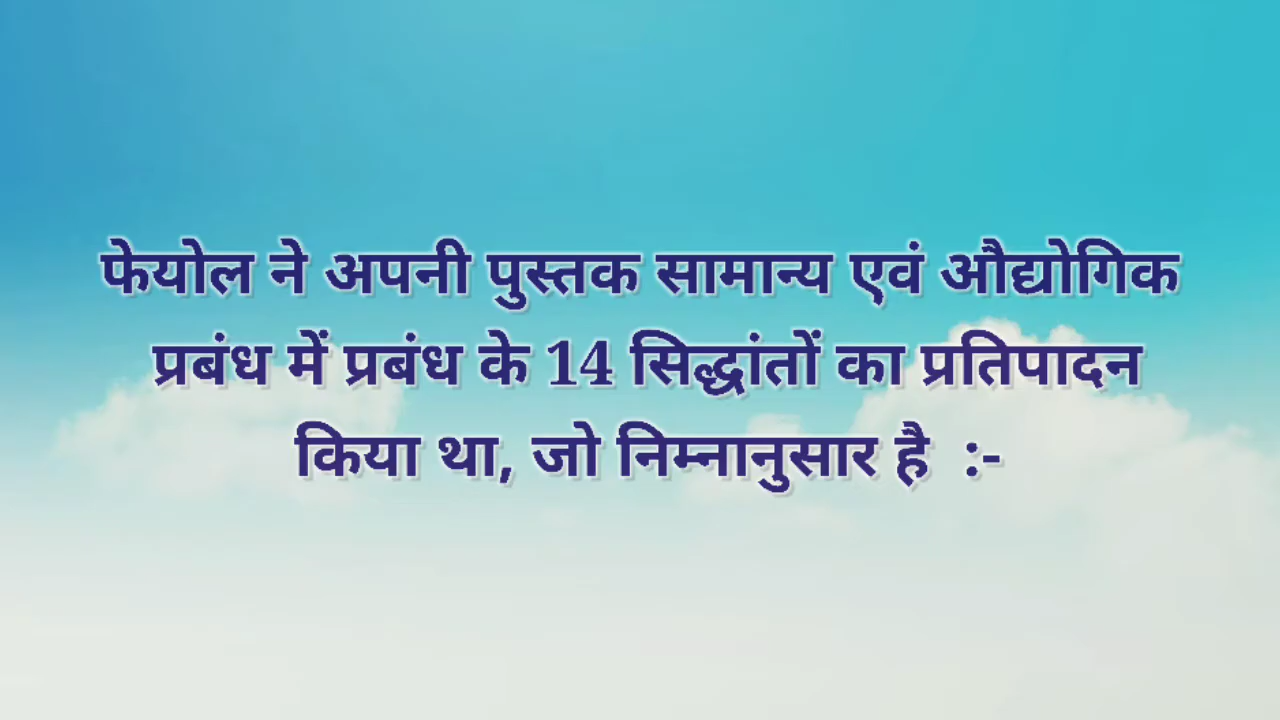 फेयोल ने अपनी पुस्तक सामान्य एवं औद्योगिक
प्रबंध में प्रबंध के 14 सिद्धांतों का प्रतिपादन
किया था, जो निम्नानुसार है :-